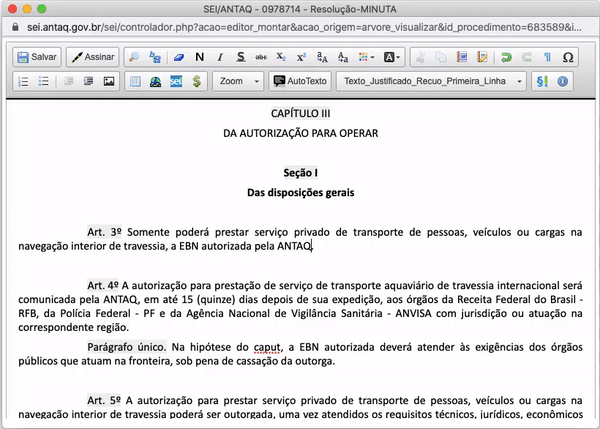 SEI/ANTAQ - 0978714 - Resolução-MINUTA
sei.antaq.gov.br/sei/controlador.php?acao=editor_montar&acao_origem=arvore_visualizar&id_procedimento=683589&i...
Salvar Assinar N I S abc X₂ X² A
Zoom AutoTexto Texto_Justificado_Recuo_Primeira_Linha
CAPÍTULO III
DA AUTORIZAÇÃO PARA OPERAR
Seção I
Das disposições gerais
Art. 3º Somente poderá prestar serviço privado de transporte de pessoas, veículos ou cargas na
navegação interior de travessia, a EBN autorizada pela ANTAQ.
Art. 4º A autorização para prestação de serviço de transporte aquaviário de travessia internacional será
comunicada pela ANTAQ, em até 15 (quinze) dias depois de sua expedição, aos órgãos da Receita Federal do Brasil -
RFB, da Polícia Federal - PF e da Agência Nacional de Vigilância Sanitária - ANVISA com jurisdição ou atuação na
correspondente região.
Parágrafo único. Na hipótese do caput, a EBN autorizada deverá atender às exigências dos órgãos
públicos que atuam na fronteira, sob pena de cassação da outorga.
Art. 5º A autorização para prestar serviço privado de transporte de pessoas, veículos ou cargas na
navegação interior de travessia poderá ser outorgada, uma vez atendidos os requisitos técnicos, jurídicos, econômicos